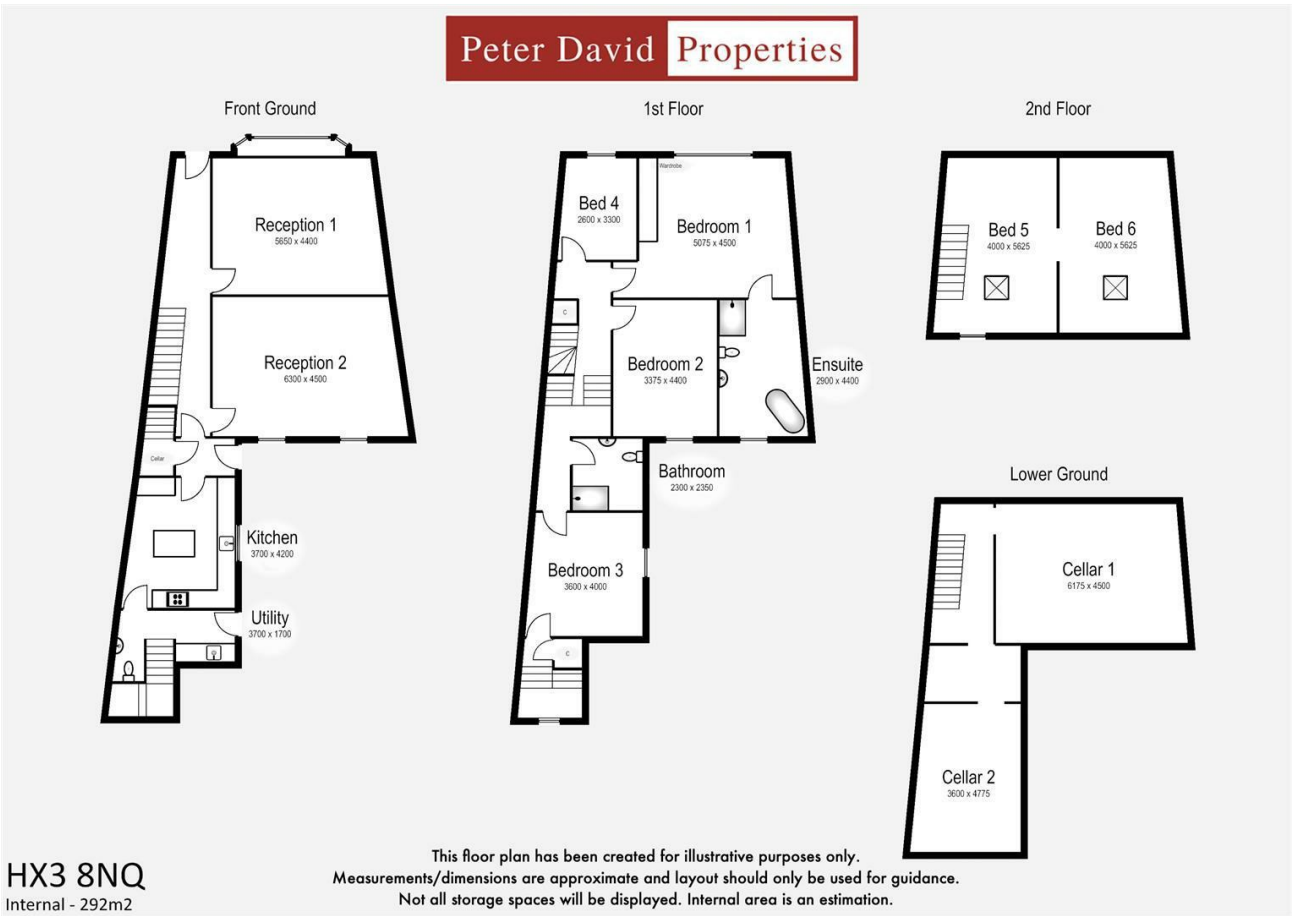 Peter David Properties
Front Ground
Reception 1
5650 x 4400
Reception 2
6300 x 4500
Cellar
Kitchen
3700 x 4200
Utility
3700 x 1700
1st Floor
Wardrobe
Bed 4
2600 x 3300
Bedroom 1
5075 x 4500
C
Bedroom 2
3375 x 4400
Ensuite
2900 x 4400
Bathroom
2300 x 2350
Bedroom 3
3600 x 4000
C
2nd Floor
Bed 5
4000 x 5625
Bed 6
4000 x 5625
Lower Ground
Cellar 1
6175 x 4500
Cellar 2
3600 x 4775
HX3 8NQ
Internal - 292m2
This floor plan has been created for illustrative purposes only.
Measurements/dimensions are approximate and layout should only be used for guidance.
Not all storage spaces will be displayed. Internal area is an estimation.